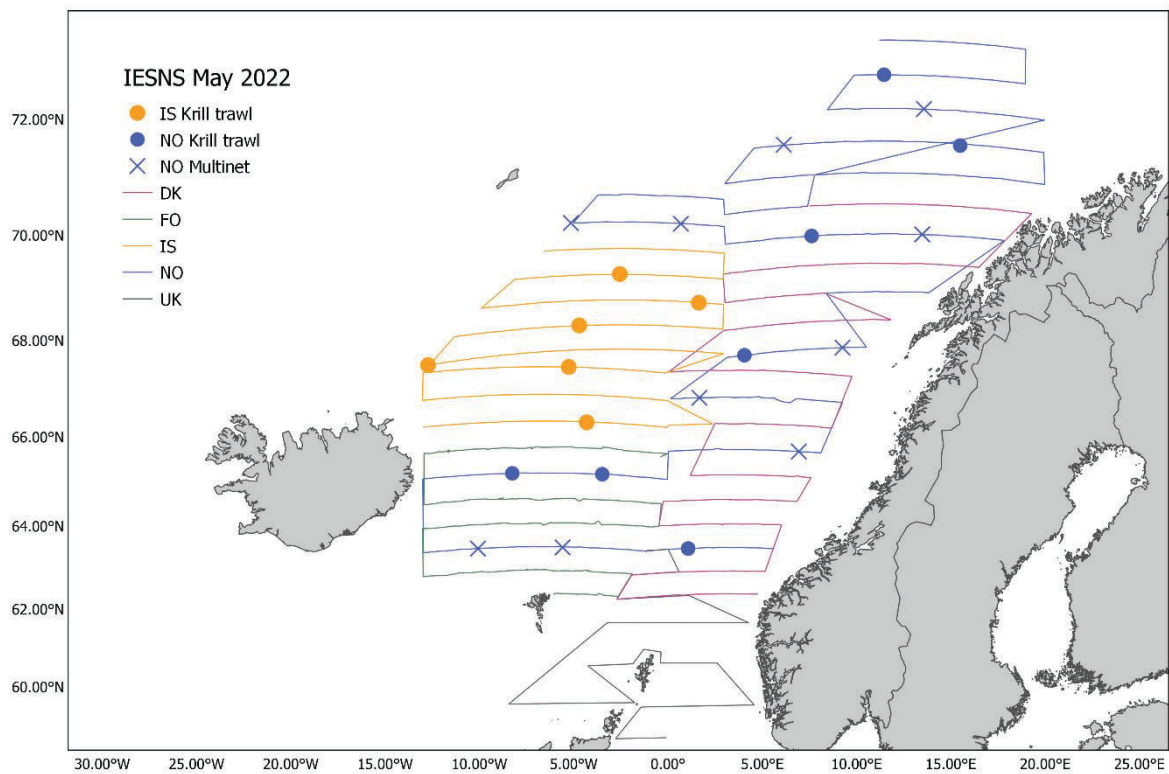 IESNS May 2022
IS Krill trawl
NO Krill trawl
NO Multinet
DK
FO
IS
NO
UK
72.00°N
70.00°N
68.00°N
66.00°N
64.00°N
62.00°N
60.00°N
30.00°W 25.00°W 20.00°W 15.00°W 10.00°W 5.00°W 0.00°E 5.00°E 10.00°E 15.00°E 20.00°E 25.00°E